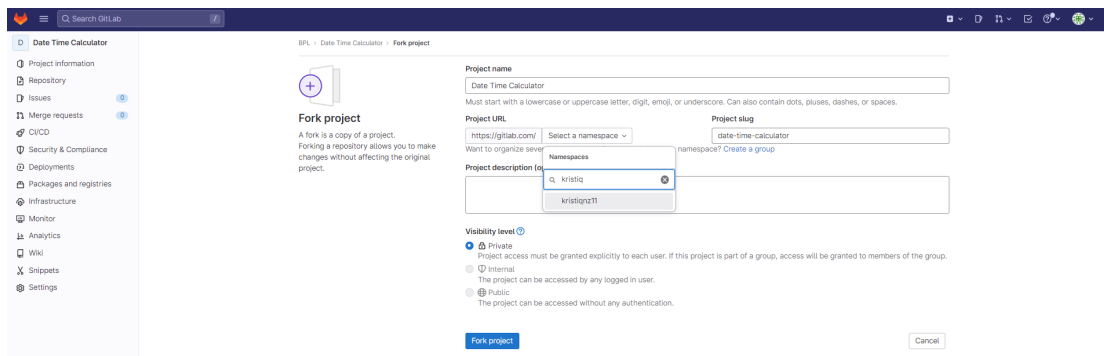 Search GitLab
/
D Date Time Calculator
Project information
Repository
Issues 0
Merge requests 0
CI/CD
Security & Compliance
Deployments
Packages and registries
Infrastructure
Monitor
Analytics
Wiki
Snippets
Settings
BPL > Date Time Calculator > Fork project
Fork project
A fork is a copy of a project.
Forking a repository allows you to make
changes without affecting the original
project.
Project name
Date Time Calculator
Must start with a lowercase or uppercase letter, digit, emoji, or underscore. Can also contain dots, pluses, dashes, or spaces.
Project URL
https://gitlab.com/ Select a namespace
Project slug
date-time-calculator
Want to organize seve namespace? Create a group
Namespaces
kristiq
kristiqnz11
Project description (o
Visibility level
Private
Project access must be granted explicitly to each user. If this project is part of a group, access will be granted to members of the group.
Internal
The project can be accessed by any logged in user.
Public
The project can be accessed without any authentication.
Fork project
Cancel